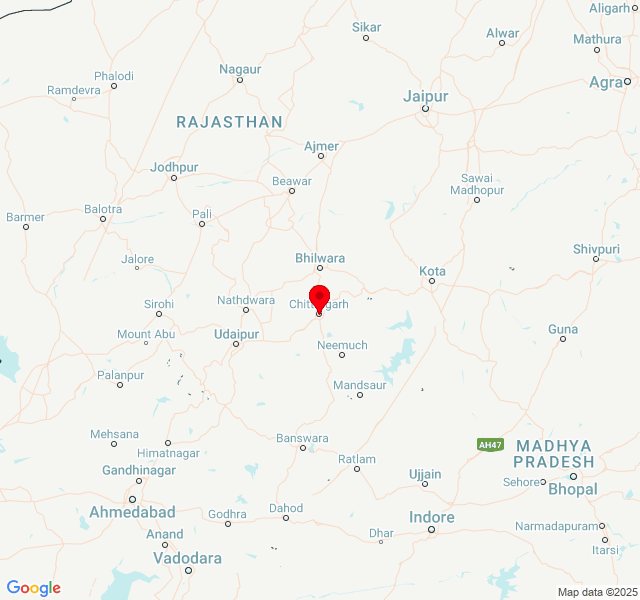 Aligarh
Sikar
Alwar
Mathura
Nagaur
Phalodi
Agra
Ramdevra
Jaipur
RAJASTHAN
Ajmer
Jodhpur
Sawai
Madhopur
Beawar
Balotra
Pali
Barmer
Shivpuri
Jalore
Bhilwara
Kota
Nathdwara
Sirohi
Udaipur
Mount Abu
Neemuch
Guna
Palanpur
Mandsaur
Mehsana
Himatnagar
Banswara
AH47
MADHYA
PRADESH
Gandhinagar
Ratlam
Ujjain
Sehore
Bhopal
Ahmedabad
Godhra
Dahod
Indore
Narmadapuram
Anand
Dhar
Itarsi
Vadodara
Google
Map data ©2025